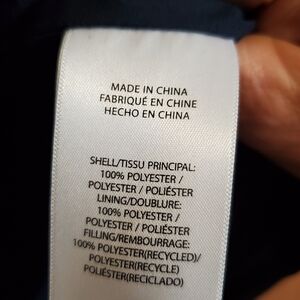 MADE IN CHINA
FABRIQUÉ EN CHINE
HECHO EN CHINA
SHELL/TISSU PRINCIPAL:
100% POLYESTER /
POLYESTER / POLIÉSTER
LINING/DOUBLURE:
100% POLYESTER /
POLYESTER / POLIÉSTER
FILLING/REMBOURRAGE:
100% POLYESTER(RECYCLED)/
POLYESTER(RECYCLE)
POLIÉSTER(RECICLADO)